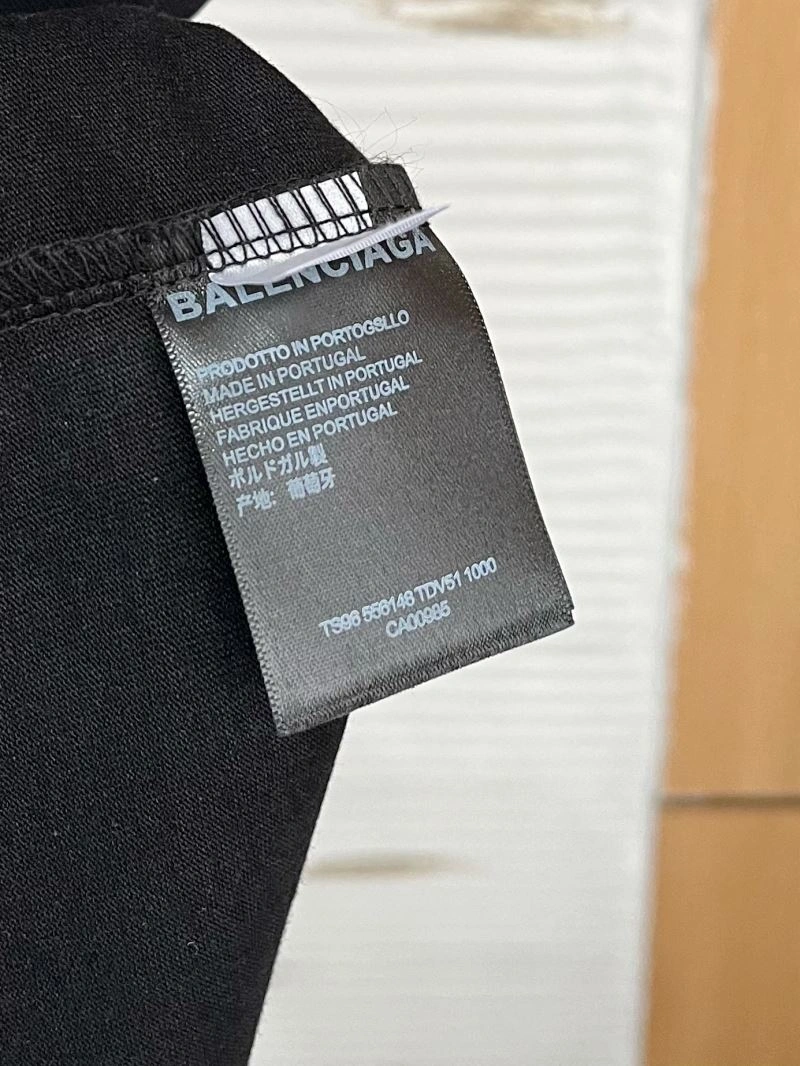 BALENCIAGA
PRODOTTO IN PORTOGSLLO
MADE IN PORTUGAL
HERGESTELLT IN PORTUGAL
FABRIQUE ENPORTUGAL
HECHO EN PORTUGAL
ポルドガル製
产地: 葡萄牙
TS96 556148 TDV51 1000
CA00985